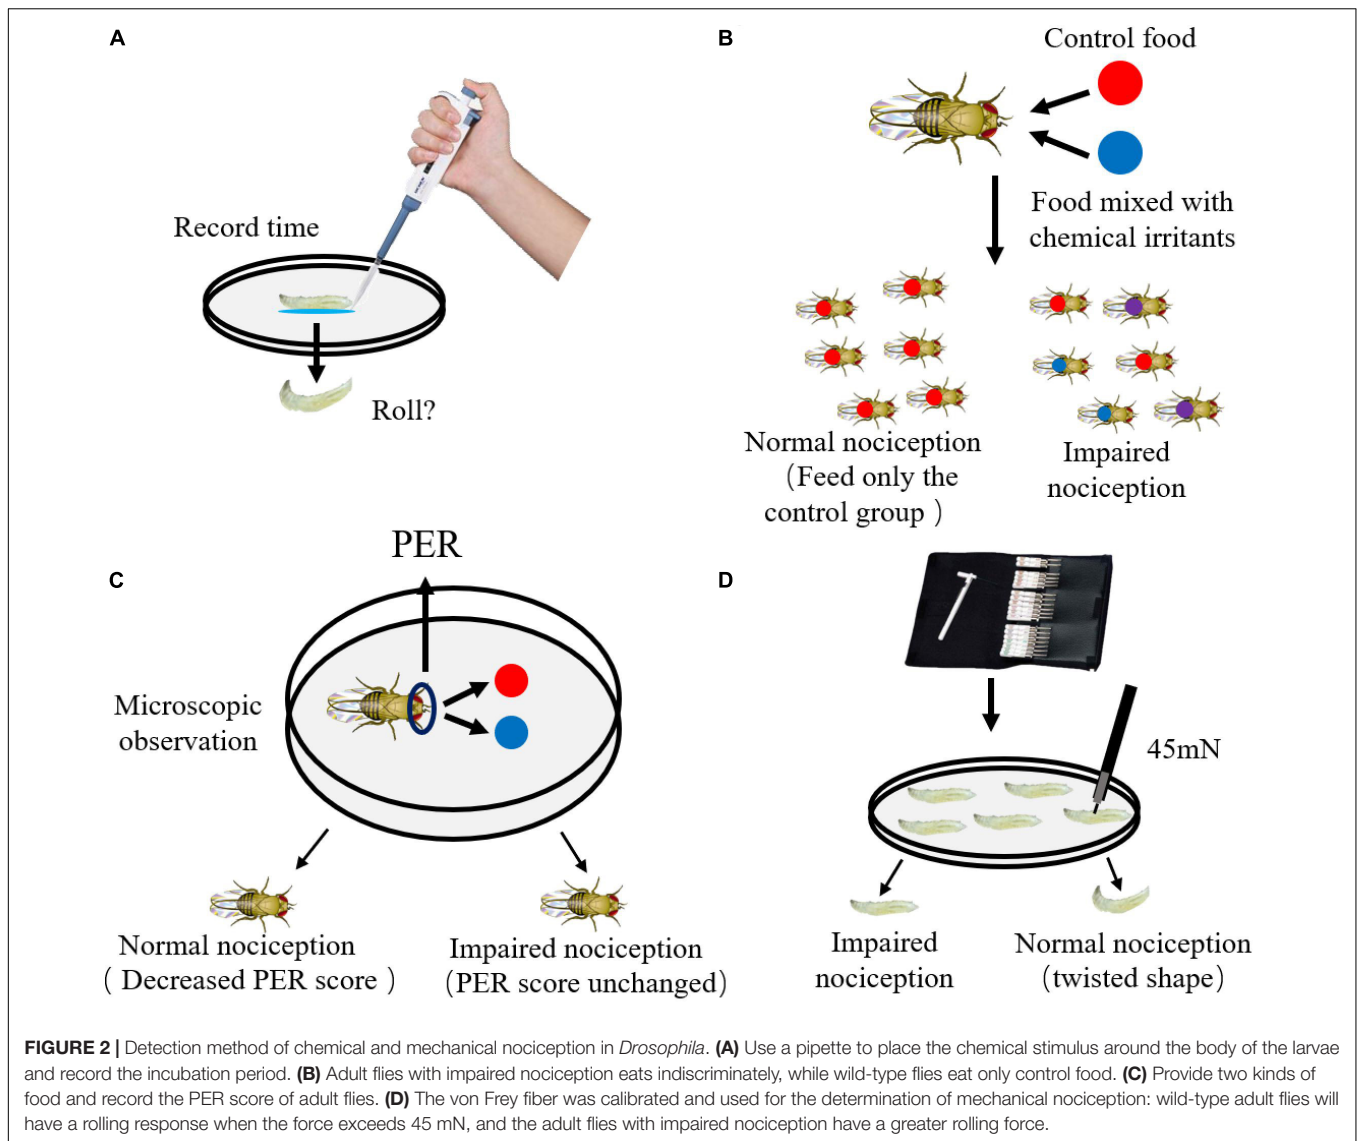 A
Record time
Roll?
B
Control food
Food mixed with
chemical irritants
Normal nociception
(Feed only the
control group )
Impaired
nociception
C
PER
Microscopic
observation
Normal nociception
( Decreased PER score )
Impaired nociception
(PER score unchanged)
D
45mN
Impaired
nociception
Normal nociception
(twisted shape)
FIGURE 2 | Detection method of chemical and mechanical nociception in Drosophila. (A) Use a pipette to place the chemical stimulus around the body of the larvae
and record the incubation period. (B) Adult flies with impaired nociception eats indiscriminately, while wild-type flies eat only control food. (C) Provide two kinds of
food and record the PER score of adult flies. (D) The von Frey fiber was calibrated and used for the determination of mechanical nociception: wild-type adult flies will
have a rolling response when the force exceeds 45 mN, and the adult flies with impaired nociception have a greater rolling force.